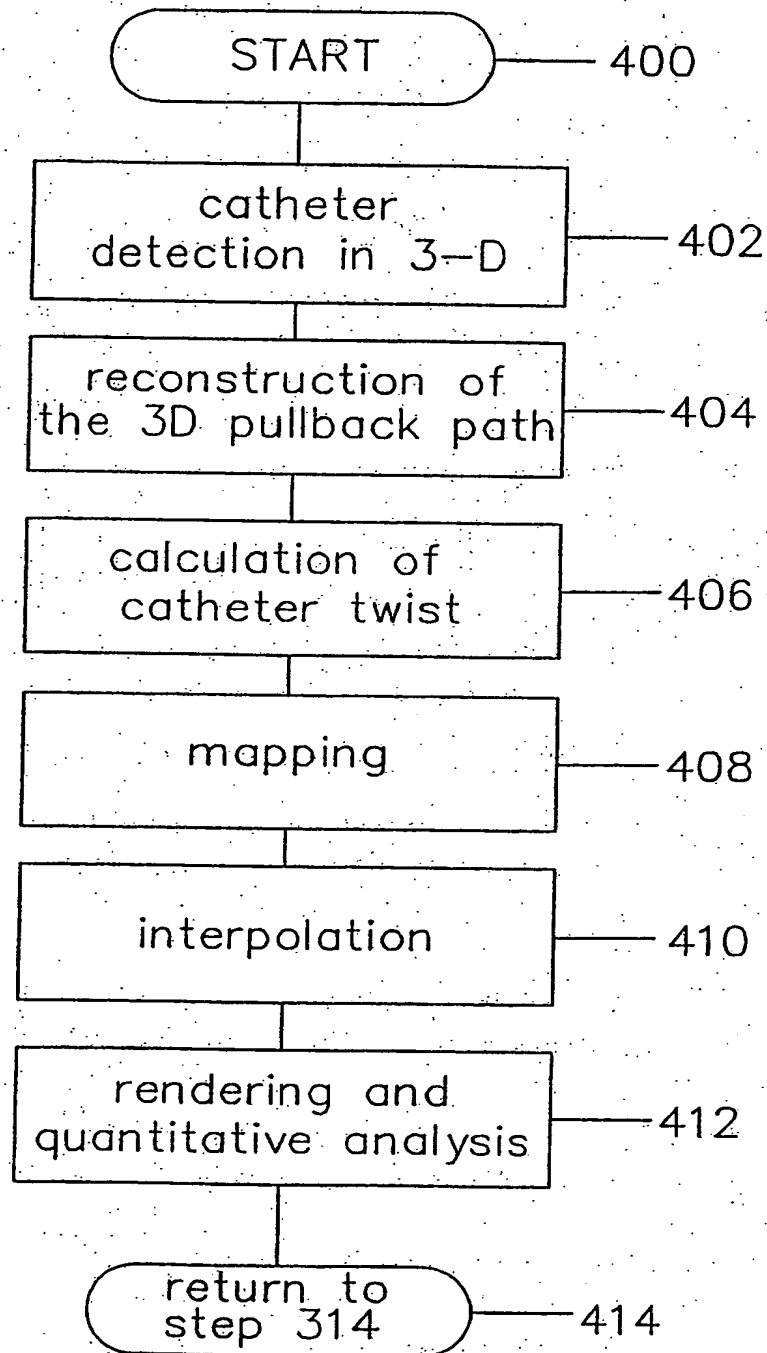 START
400
catheter
detection in 3-D
402
reconstruction of
the 3D pullback path
404
calculation of
catheter twist
406
mapping
408
interpolation
410
rendering and
quantitative analysis
412
return to
step 314
414